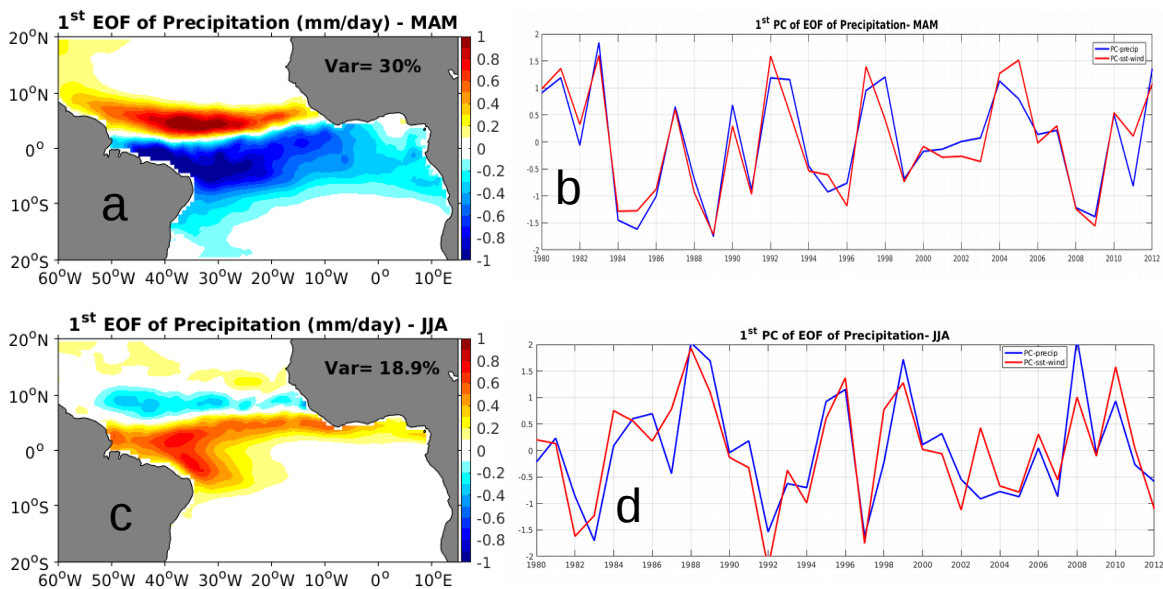 1st EOF of Precipitation (mm/day) - MAM
20°N
10°N
0°
10°S
20°S
Var= 30%
a
60°W 50°W 40°W 30°W 20°W 10°W 0° 10°E
1
0.8
0.6
0.4
0.2
0
-0.2
-0.4
-0.6
-0.8
-1
1st PC of EOF of Precipitation- MAM
PC-precip
PC-sst-wind
2
1.5
1
0.5
0
-0.5
-1
-1.5
-2
b
1980 1982 1984 1986 1988 1990 1992 1994 1996 1998 2000 2002 2004 2006 2008 2010 2012
1st EOF of Precipitation (mm/day) - JJA
20°N
10°N
0°
10°S
20°S
Var= 18.9%
c
60°W 50°W 40°W 30°W 20°W 10°W 0° 10°E
1
0.8
0.6
0.4
0.2
0
-0.2
-0.4
-0.6
-0.8
-1
1st PC of EOF of Precipitation- JJA
PC-precip
PC-sst-wind
2
1.5
1
0.5
0
-0.5
-1
-1.5
-2
d
1980 1982 1984 1986 1988 1990 1992 1994 1996 1998 2000 2002 2004 2006 2008 2010 2012